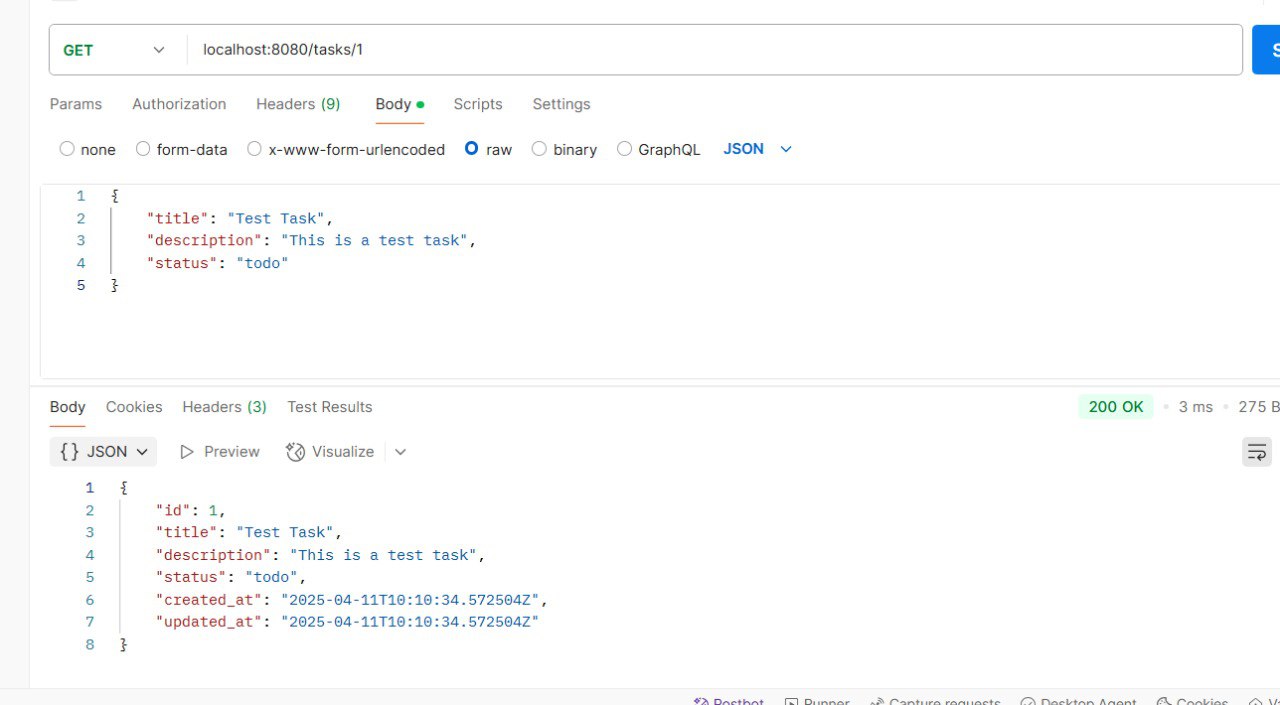 GET localhost:8080/tasks/1
Params Authorization Headers (9) Body Scripts Settings
none form-data x-www-form-urlencoded raw binary GraphQL JSON
1 {
2 "title": "Test Task",
3 "description": "This is a test task",
4 "status": "todo"
5 }
Body Cookies Headers (3) Test Results 200 OK • 3 ms • 275 B
{} JSON Preview Visualize
1 {
2 "id": 1,
3 "title": "Test Task",
4 "description": "This is a test task",
5 "status": "todo",
6 "created_at": "2025-04-11T10:10:34.572504Z",
7 "updated_at": "2025-04-11T10:10:34.572504Z"
8 }
Postbot Runner Capture requests Desktop Agent Cookies